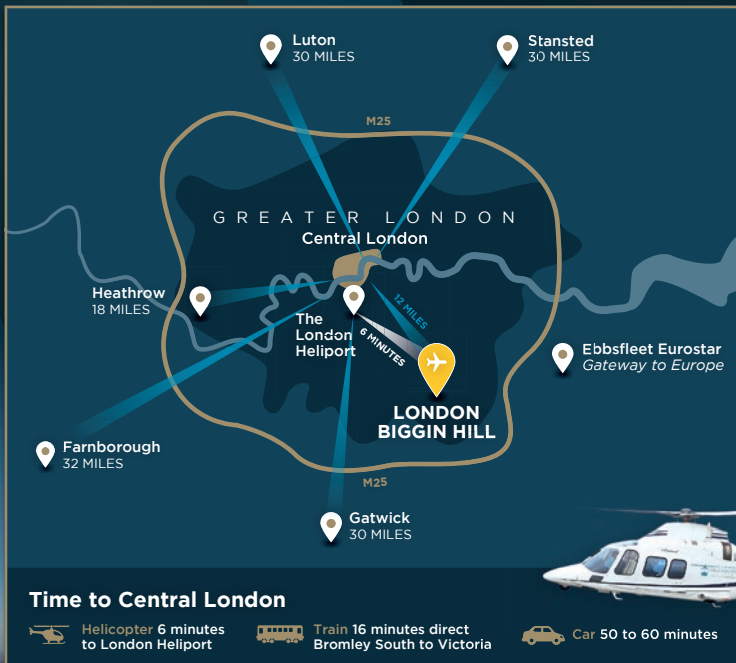 Luton
30 MILES
Stansted
30 MILES
M25
GREATER LONDON
Central London
Heathrow
18 MILES
12 MILES
The
London
Heliport
6 MINUTES
Ebbsfleet Eurostar
Gateway to Europe
LONDON
BIGGIN HILL
Farnborough
32 MILES
M25
Gatwick
30 MILES
Time to Central London
Helicopter 6 minutes
to London Heliport
Train 16 minutes direct
Bromley South to Victoria
Car 50 to 60 minutes